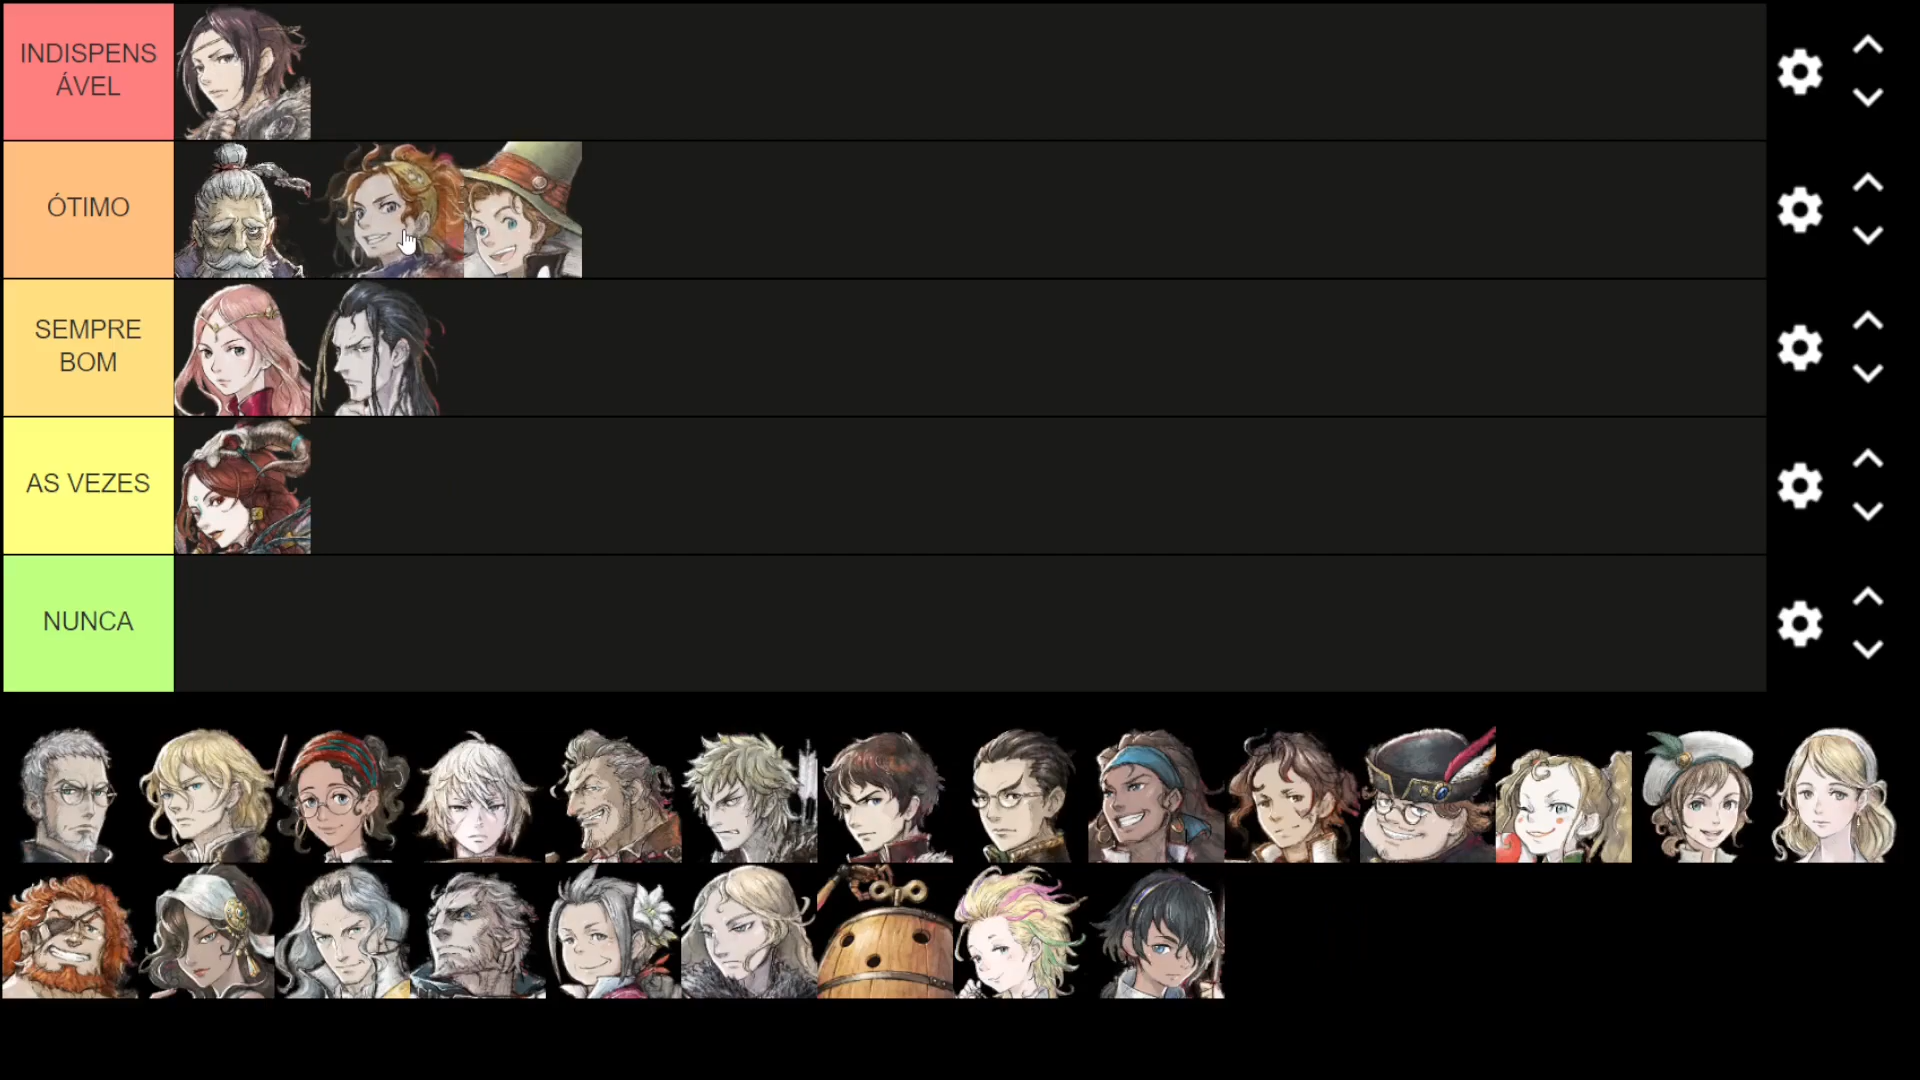 INDISPENS
ÁVEL
ÓTIMO
SEMPRE
BOM
AS VEZES
NUNCA